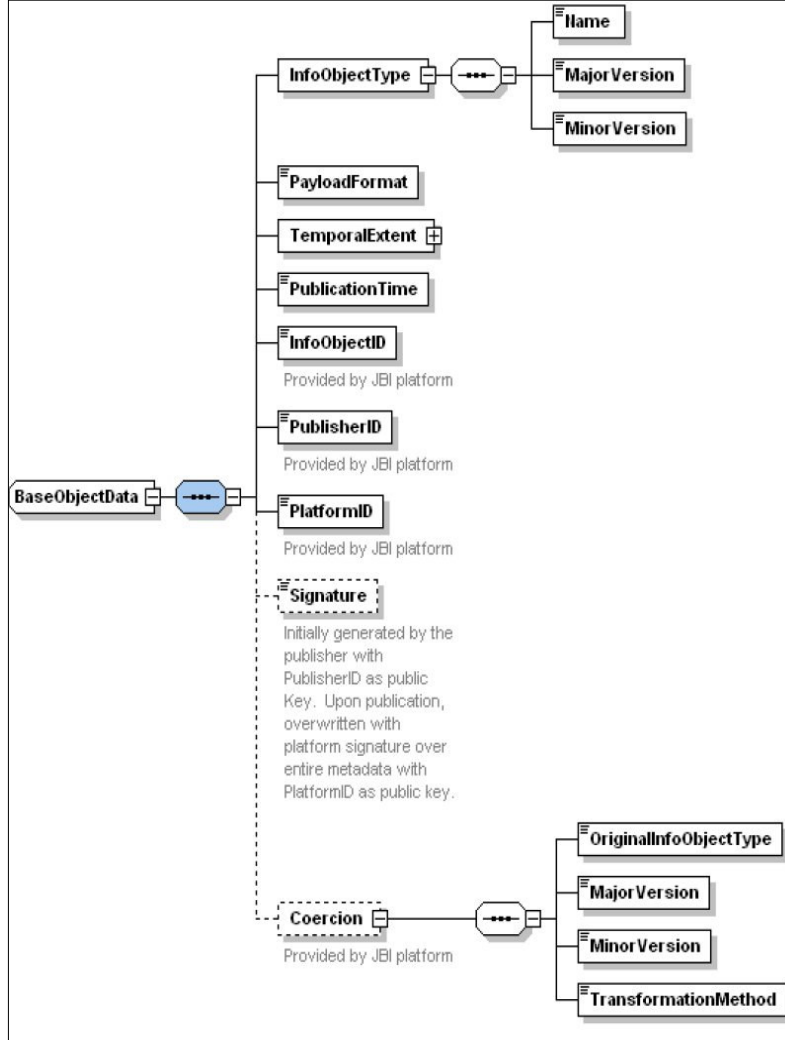 Name
InfoObjectType
MajorVersion
MinorVersion
PayloadFormat
TemporalExtent
PublicationTime
InfoObjectID
Provided by JBI platform
PublisherID
Provided by JBI platform
BaseObjectData
PlatformID
Provided by JBI platform
Signature
Initially generated by the
publisher with
PublisherID as public
Key. Upon publication,
overwritten with
platform signature over
entire metadata with
PlatformID as public key.
OriginalInfoObjectType
MajorVersion
Coercion
MinorVersion
Provided by JBI platform
TransformationMethod